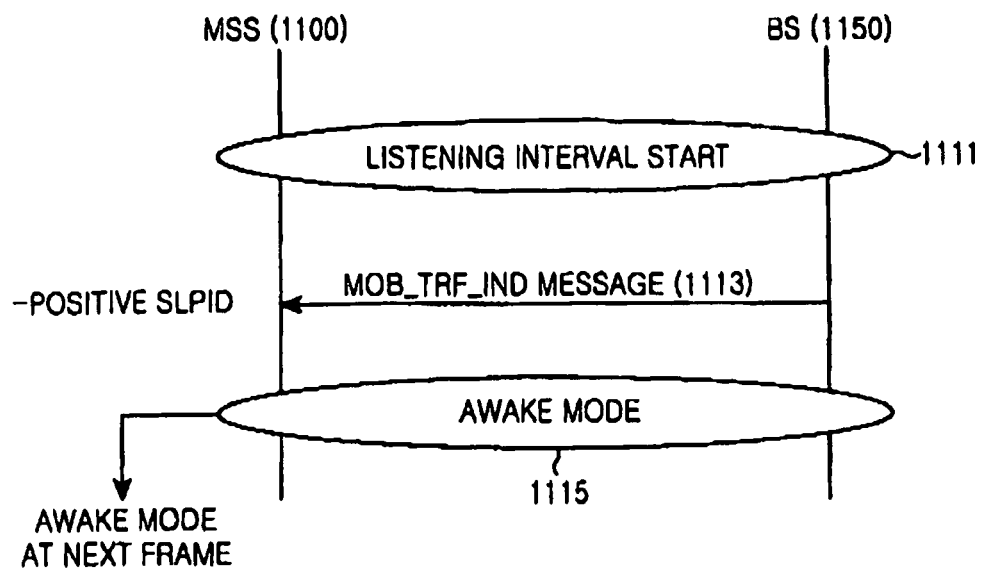 MSS (1100)
BS (1150)
LISTENING INTERVAL START
1111
MOB_TRF_IND MESSAGE (1113)
-POSITIVE SLPID
AWAKE MODE
1115
AWAKE MODE
AT NEXT FRAME